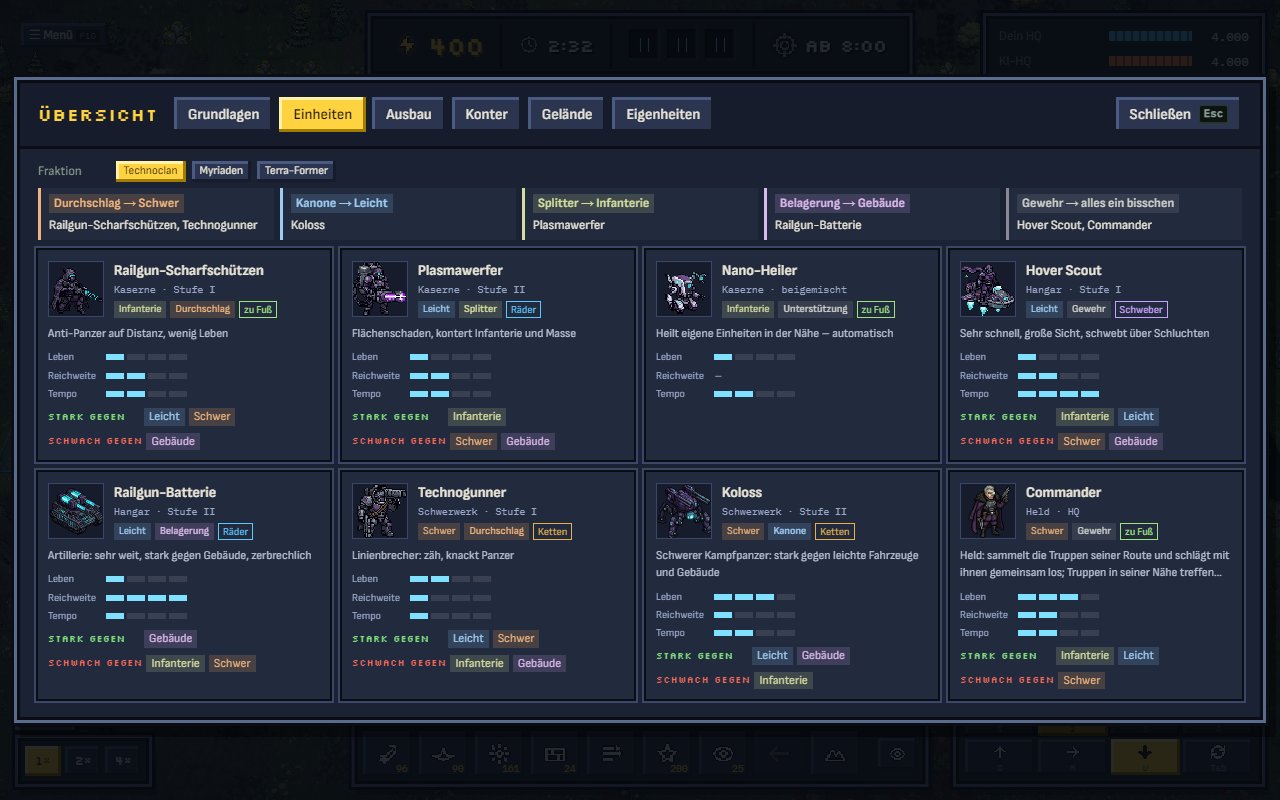 ☰ Menü F10
400
2:32
AB 8:00
Dein HQ 4.000
KI-HQ 4.000
ÜBERSICHT
Grundlagen
Einheiten
Ausbau
Konter
Gelände
Eigenheiten
Schließen Esc
Fraktion
Technoclan
Myriaden
Terra-Former
Durchschlag → Schwer
Railgun-Scharfschützen, Technogunner
Kanone → Leicht
Koloss
Splitter → Infanterie
Plasmawerfer
Belagerung → Gebäude
Railgun-Batterie
Gewehr → alles ein bisschen
Hover Scout, Commander
Railgun-Scharfschützen
Kaserne · Stufe I
Infanterie Durchschlag zu Fuß
Anti-Panzer auf Distanz, wenig Leben
Leben
Reichweite
Tempo
STARK GEGEN Leicht Schwer
SCHWACH GEGEN Gebäude
Plasmawerfer
Kaserne · Stufe II
Leicht Splitter Räder
Flächenschaden, kontert Infanterie und Masse
Leben
Reichweite
Tempo
STARK GEGEN Infanterie
SCHWACH GEGEN Schwer Gebäude
Nano-Heiler
Kaserne · beigemischt
Infanterie Unterstützung zu Fuß
Heilt eigene Einheiten in der Nähe – automatisch
Leben
Reichweite –
Tempo
Hover Scout
Hangar · Stufe I
Leicht Gewehr Schweber
Sehr schnell, große Sicht, schwebt über Schluchten
Leben
Reichweite
Tempo
STARK GEGEN Infanterie Leicht
SCHWACH GEGEN Schwer Gebäude
Railgun-Batterie
Hangar · Stufe II
Leicht Belagerung Räder
Artillerie: sehr weit, stark gegen Gebäude, zerbrechlich
Leben
Reichweite
Tempo
STARK GEGEN Gebäude
SCHWACH GEGEN Infanterie Schwer
Technogunner
Schwerwerk · Stufe I
Schwer Durchschlag Ketten
Linienbrecher: zäh, knackt Panzer
Leben
Reichweite
Tempo
STARK GEGEN Leicht Schwer
SCHWACH GEGEN Infanterie Gebäude
Koloss
Schwerwerk · Stufe II
Schwer Kanone Ketten
Schwerer Kampfpanzer: stark gegen leichte Fahrzeuge
und Gebäude
Leben
Reichweite
Tempo
STARK GEGEN Leicht Gebäude
SCHWACH GEGEN Infanterie
Commander
Held · HQ
Schwer Gewehr zu Fuß
Held: sammelt die Truppen seiner Route und schlägt mit
ihnen gemeinsam los; Truppen in seiner Nähe treffen…
Leben
Reichweite
Tempo
STARK GEGEN Infanterie Leicht
SCHWACH GEGEN Schwer
1× 2× 4×
96 90 161 24 200 25
Tab